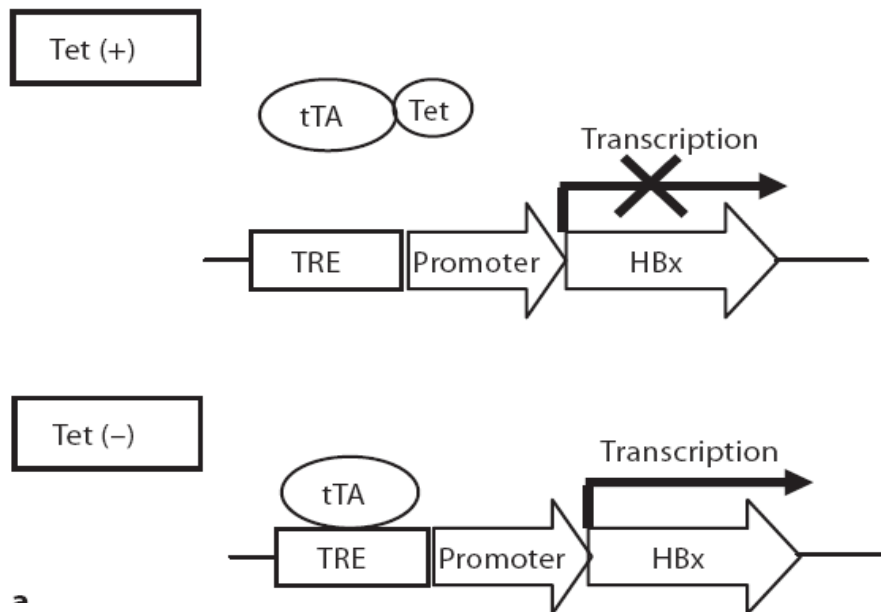 Tet (+)
tTA
Tet
Transcription
TRE
Promoter
HBx
Tet (–)
Transcription
tTA
TRE
Promoter
HBx
a